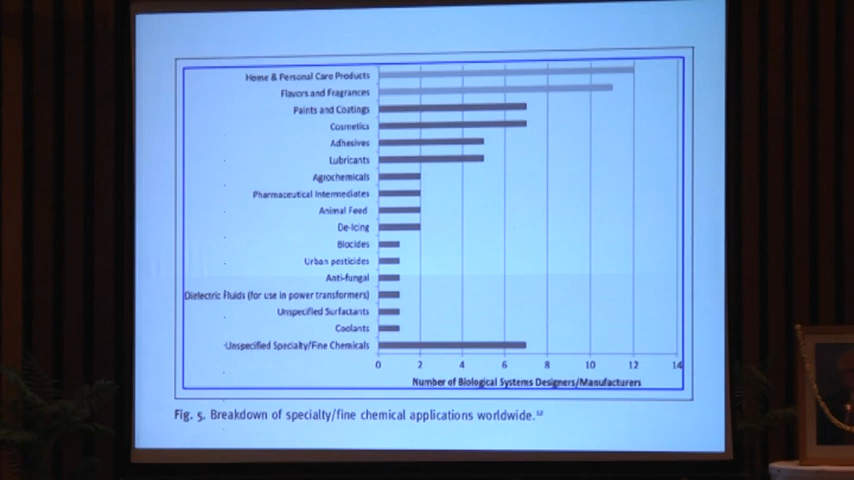 Home & Personal Care Products
Flavors and Fragrances
Paints and Coatings
Cosmetics
Adhesives
Lubricants
Agrochemicals
Pharmaceutical Intermediates
Animal Feed
De-Icing
Biocides
Urban pesticides
Anti-fungal
Dielectric Fluids (for use in power transformers)
Unspecified Surfactants
Coolants
Unspecified Specialty/Fine Chemicals
0 2 4 6 8 10 12 14
Number of Biological Systems Designers/Manufacturers
Fig. 5. Breakdown of specialty/fine chemical applications worldwide.